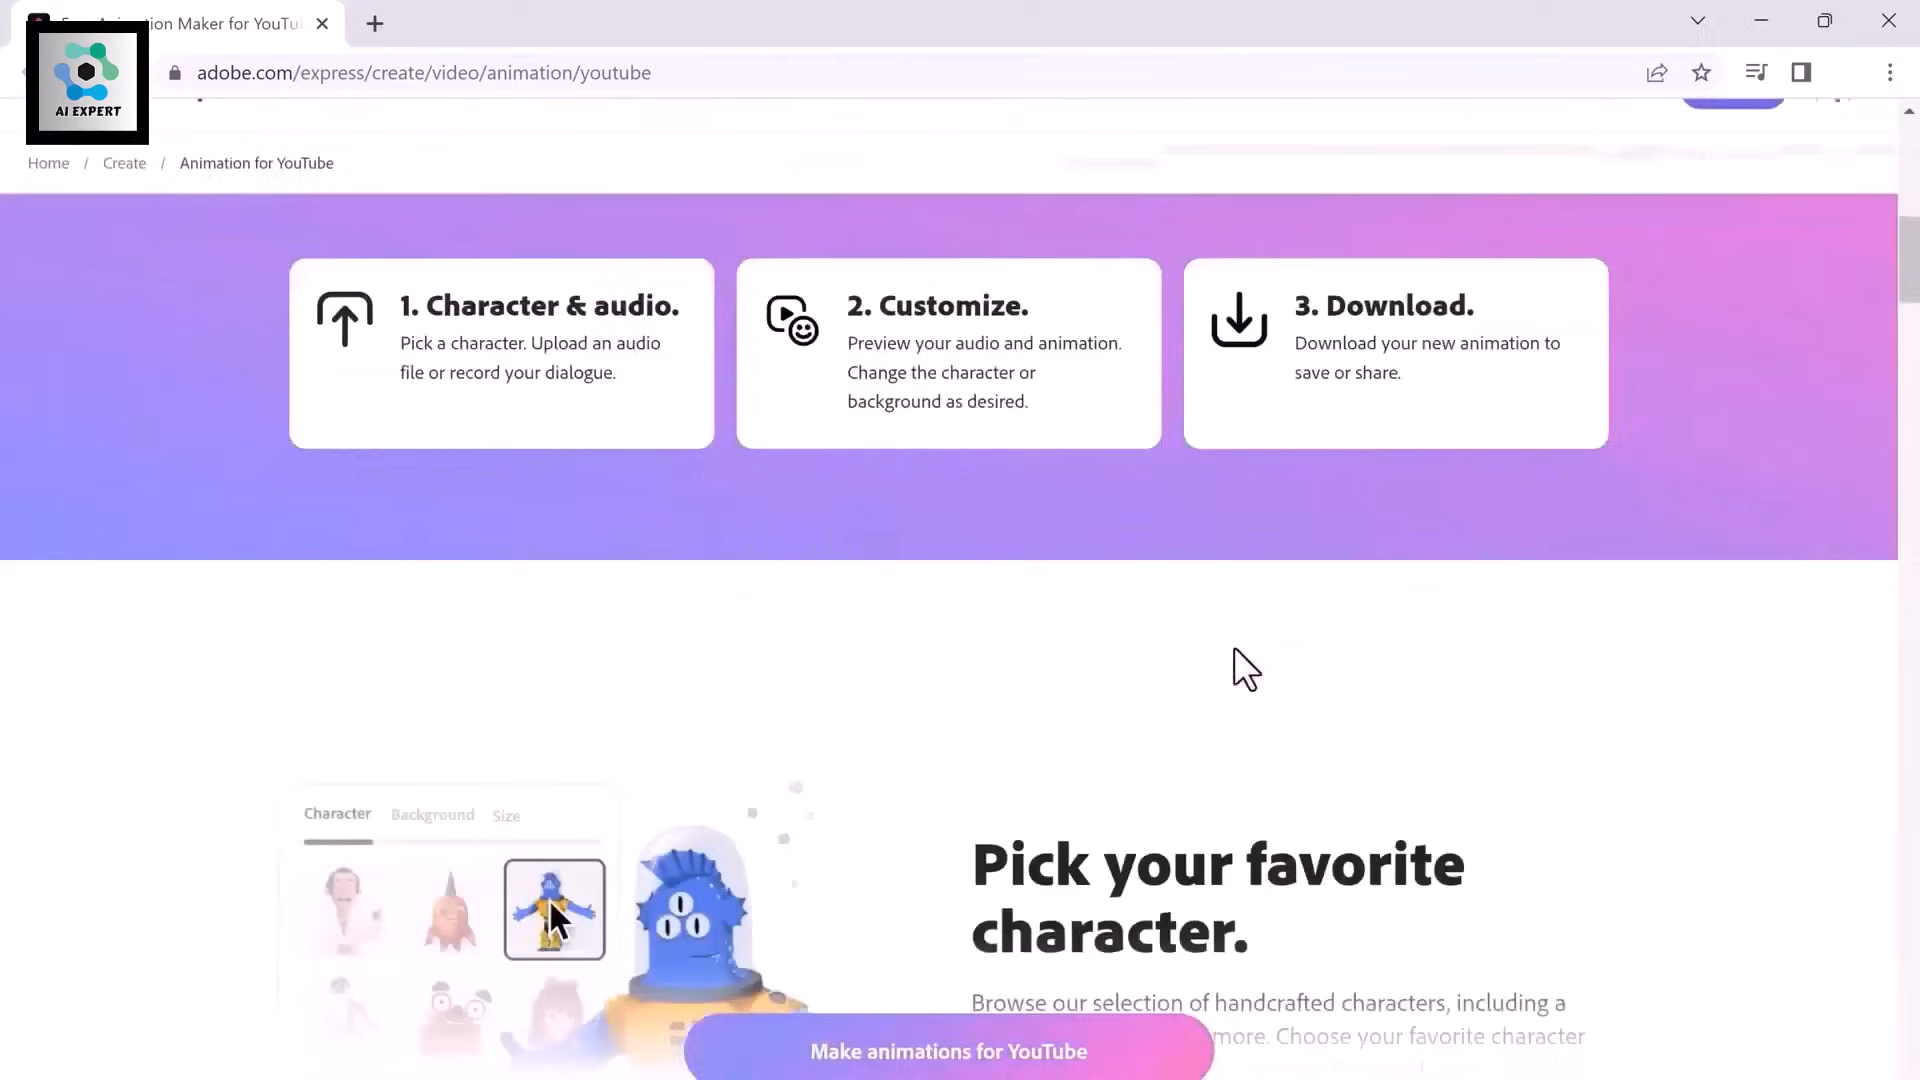 Animation Maker for YouTu
AI EXPERT
adobe.com/express/create/video/animation/youtube
Home / Create / Animation for YouTube
1. Character & audio.
Pick a character. Upload an audio
file or record your dialogue.
2. Customize.
Preview your audio and animation.
Change the character or
background as desired.
3. Download.
Download your new animation to
save or share.
Character Background Size
Pick your favorite
character.
Browse our selection of handcrafted characters, including a
more. Choose your favorite character
Make animations for YouTube